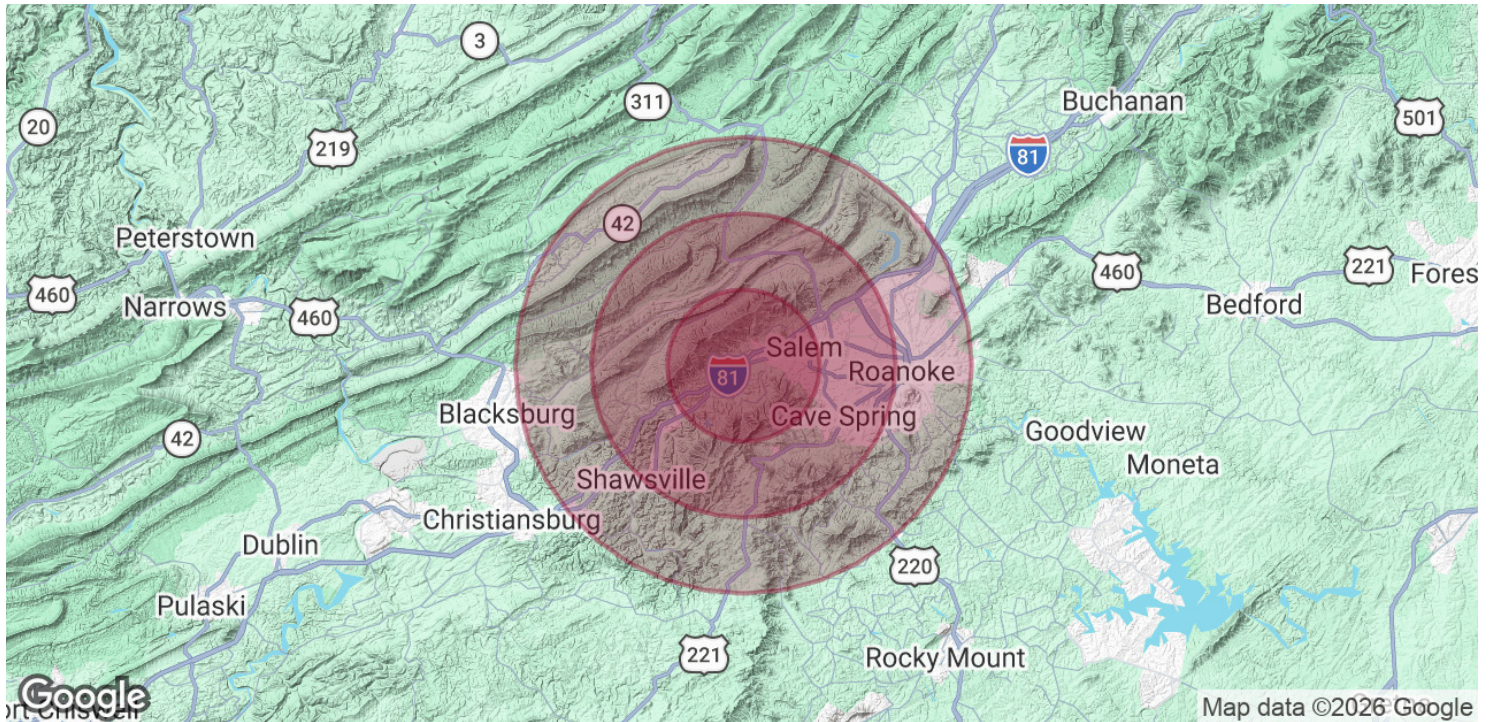 3
311
Buchanan
501
20
219
81
42
Peterstown
460
221
Fores
460
Narrows
460
Bedford
Salem
81
Roanoke
Blacksburg
Cave Spring
42
Goodview
Moneta
Shawsville
Christiansburg
Dublin
220
Pulaski
221
Rocky Mount
Google
ort Chiswell
Map data ©2026 Google